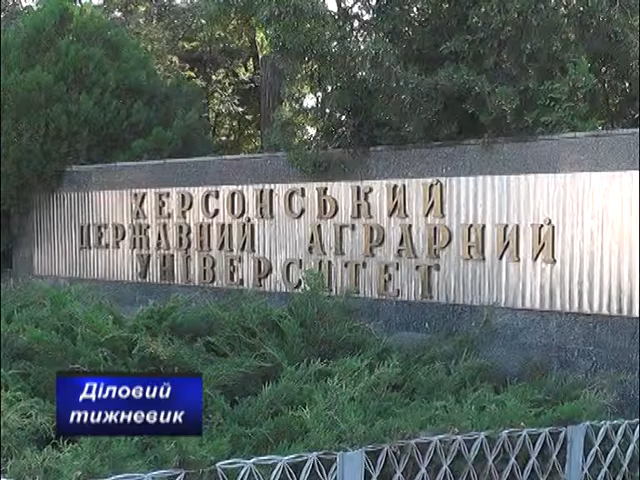 ХЕРСОНСЬКИЙ
ДЕРЖАВНИЙ АГРАРНИЙ
УНІВЕРСИТЕТ
Діловий
тижневик